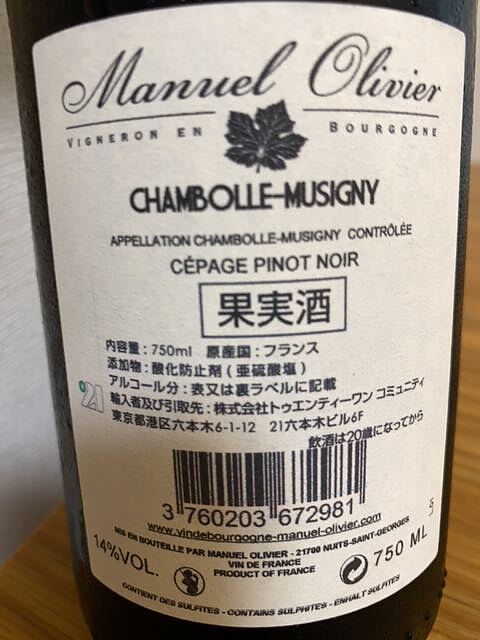 Manuel Olivier
VIGNERON EN BOURGOGNE
CHAMBOLLE-MUSIGNY
APPELLATION CHAMBOLLE-MUSIGNY CONTRÔLÉE
CÉPAGE PINOT NOIR
果実酒
内容量:750ml 原産国:フランス
添加物:酸化防止剤(亜硫酸塩)
アルコール分:表又は裏ラベルに記載
21
輸入者及び引取先:株式会社トゥエンティーワン コミュニティ
東京都港区六本木6-1-12 21六本木ビル6F
飲酒は20歳になってから
3 760203 672981
www.vindebourgogne-manuel-olivier.com
MIS EN BOUTEILLE PAR MANUEL OLIVIER - 21700 NUITS-SAINT-GEORGES
14%VOL.
VIN DE FRANCE
PRODUCT OF FRANCE
750 ML
CONTIENT DES SULFITES - CONTAINS SULPHITES - ENHALT SULFITES